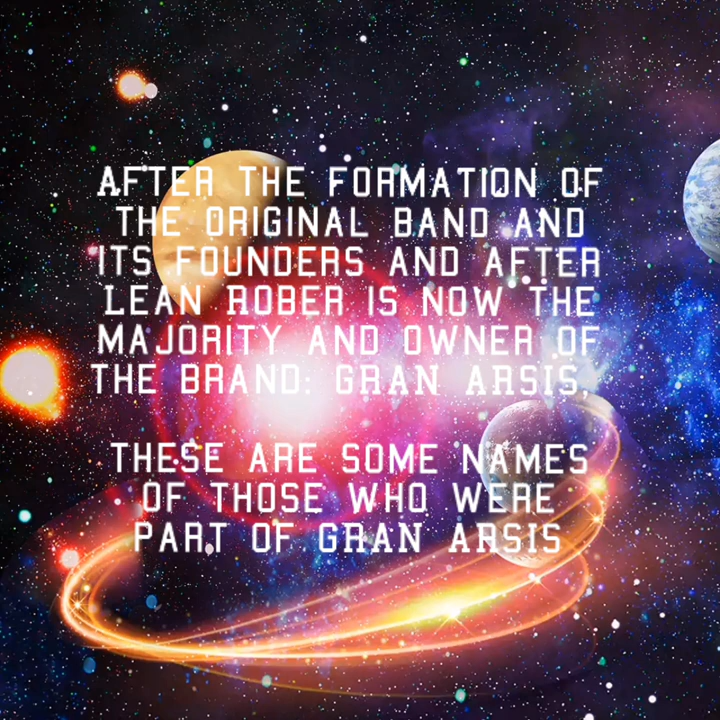 AFTER THE FORMATION OF
THE ORIGINAL BAND AND
ITS FOUNDERS AND AFTER
LEAN ROBER IS NOW THE
MAJORITY AND OWNER OF
THE BRAND: GRAN ARSIS,
THESE ARE SOME NAMES
OF THOSE WHO WERE
PART OF GRAN ARSIS